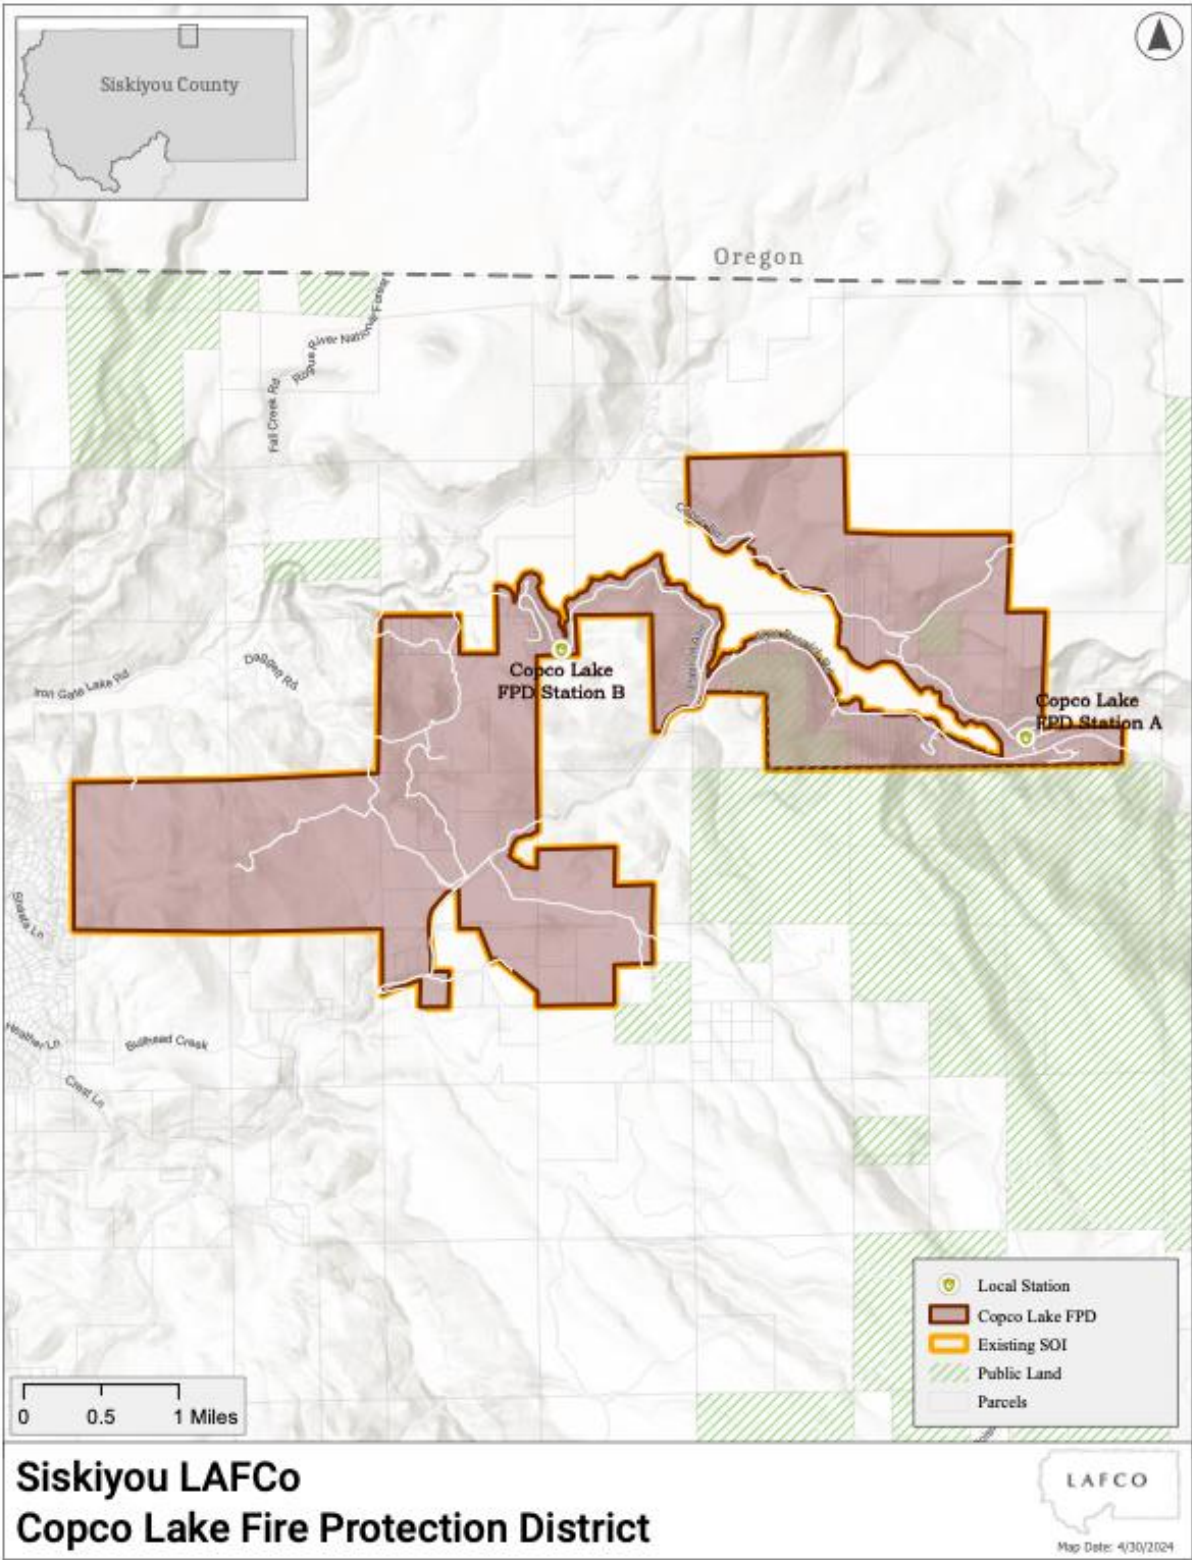 Siskiyou County
Oregon
Rogue River National Forest
Fall Creek Rd
Iron Gate Lake Rd
Daggett Rd
Copco Lake
FPD Station B
Copco Lake
FPD Station A
Shasta Ln
Heather Ln
Bullhead Creek
Crest Ln
Local Station
Copco Lake FPD
Existing SOI
Public Land
Parcels
0 0.5 1 Miles
Siskiyou LAFCo
Copco Lake Fire Protection District
LAFCO
Map Date: 4/30/2024